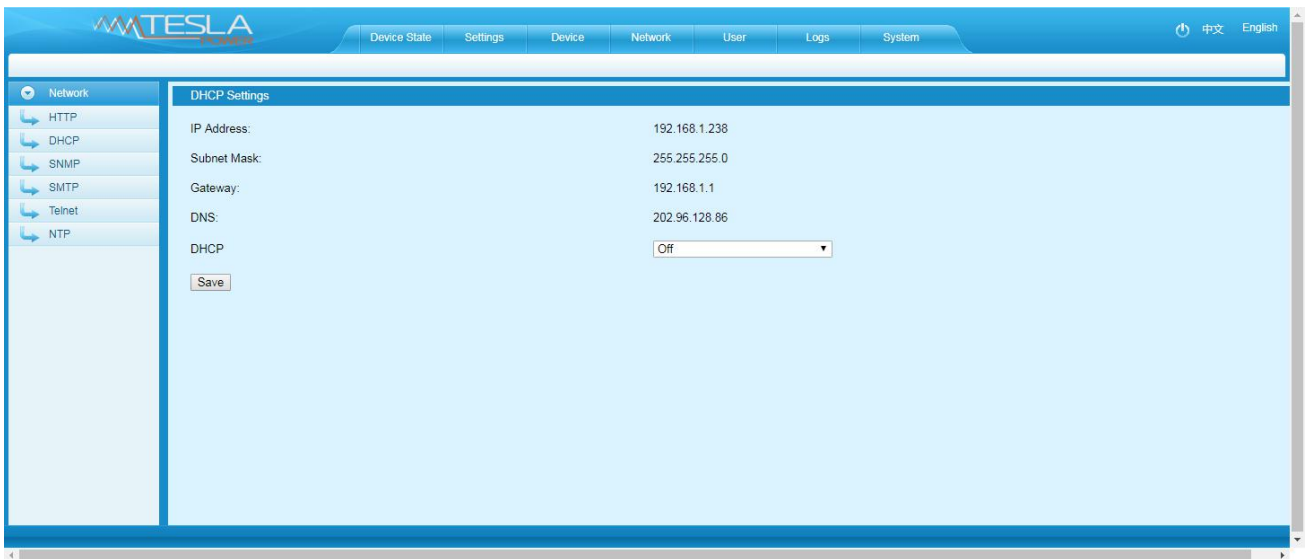 TESLA
POWER
Device State Settings Device Network User Logs System
中文 English
Network
HTTP
DHCP
SNMP
SMTP
Telnet
NTP
DHCP Settings
IP Address: 192.168.1.238
Subnet Mask: 255.255.255.0
Gateway: 192.168.1.1
DNS: 202.96.128.86
DHCP Off
Save